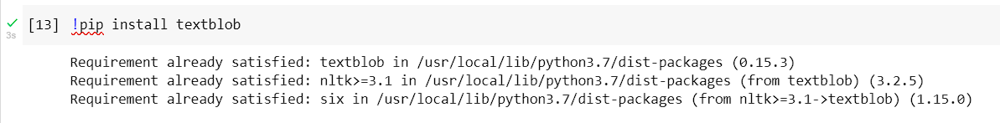 [13] !pip install textblob
3s
Requirement already satisfied: textblob in /usr/local/lib/python3.7/dist-packages (0.15.3)
Requirement already satisfied: nltk>=3.1 in /usr/local/lib/python3.7/dist-packages (from textblob) (3.2.5)
Requirement already satisfied: six in /usr/local/lib/python3.7/dist-packages (from nltk>=3.1->textblob) (1.15.0)